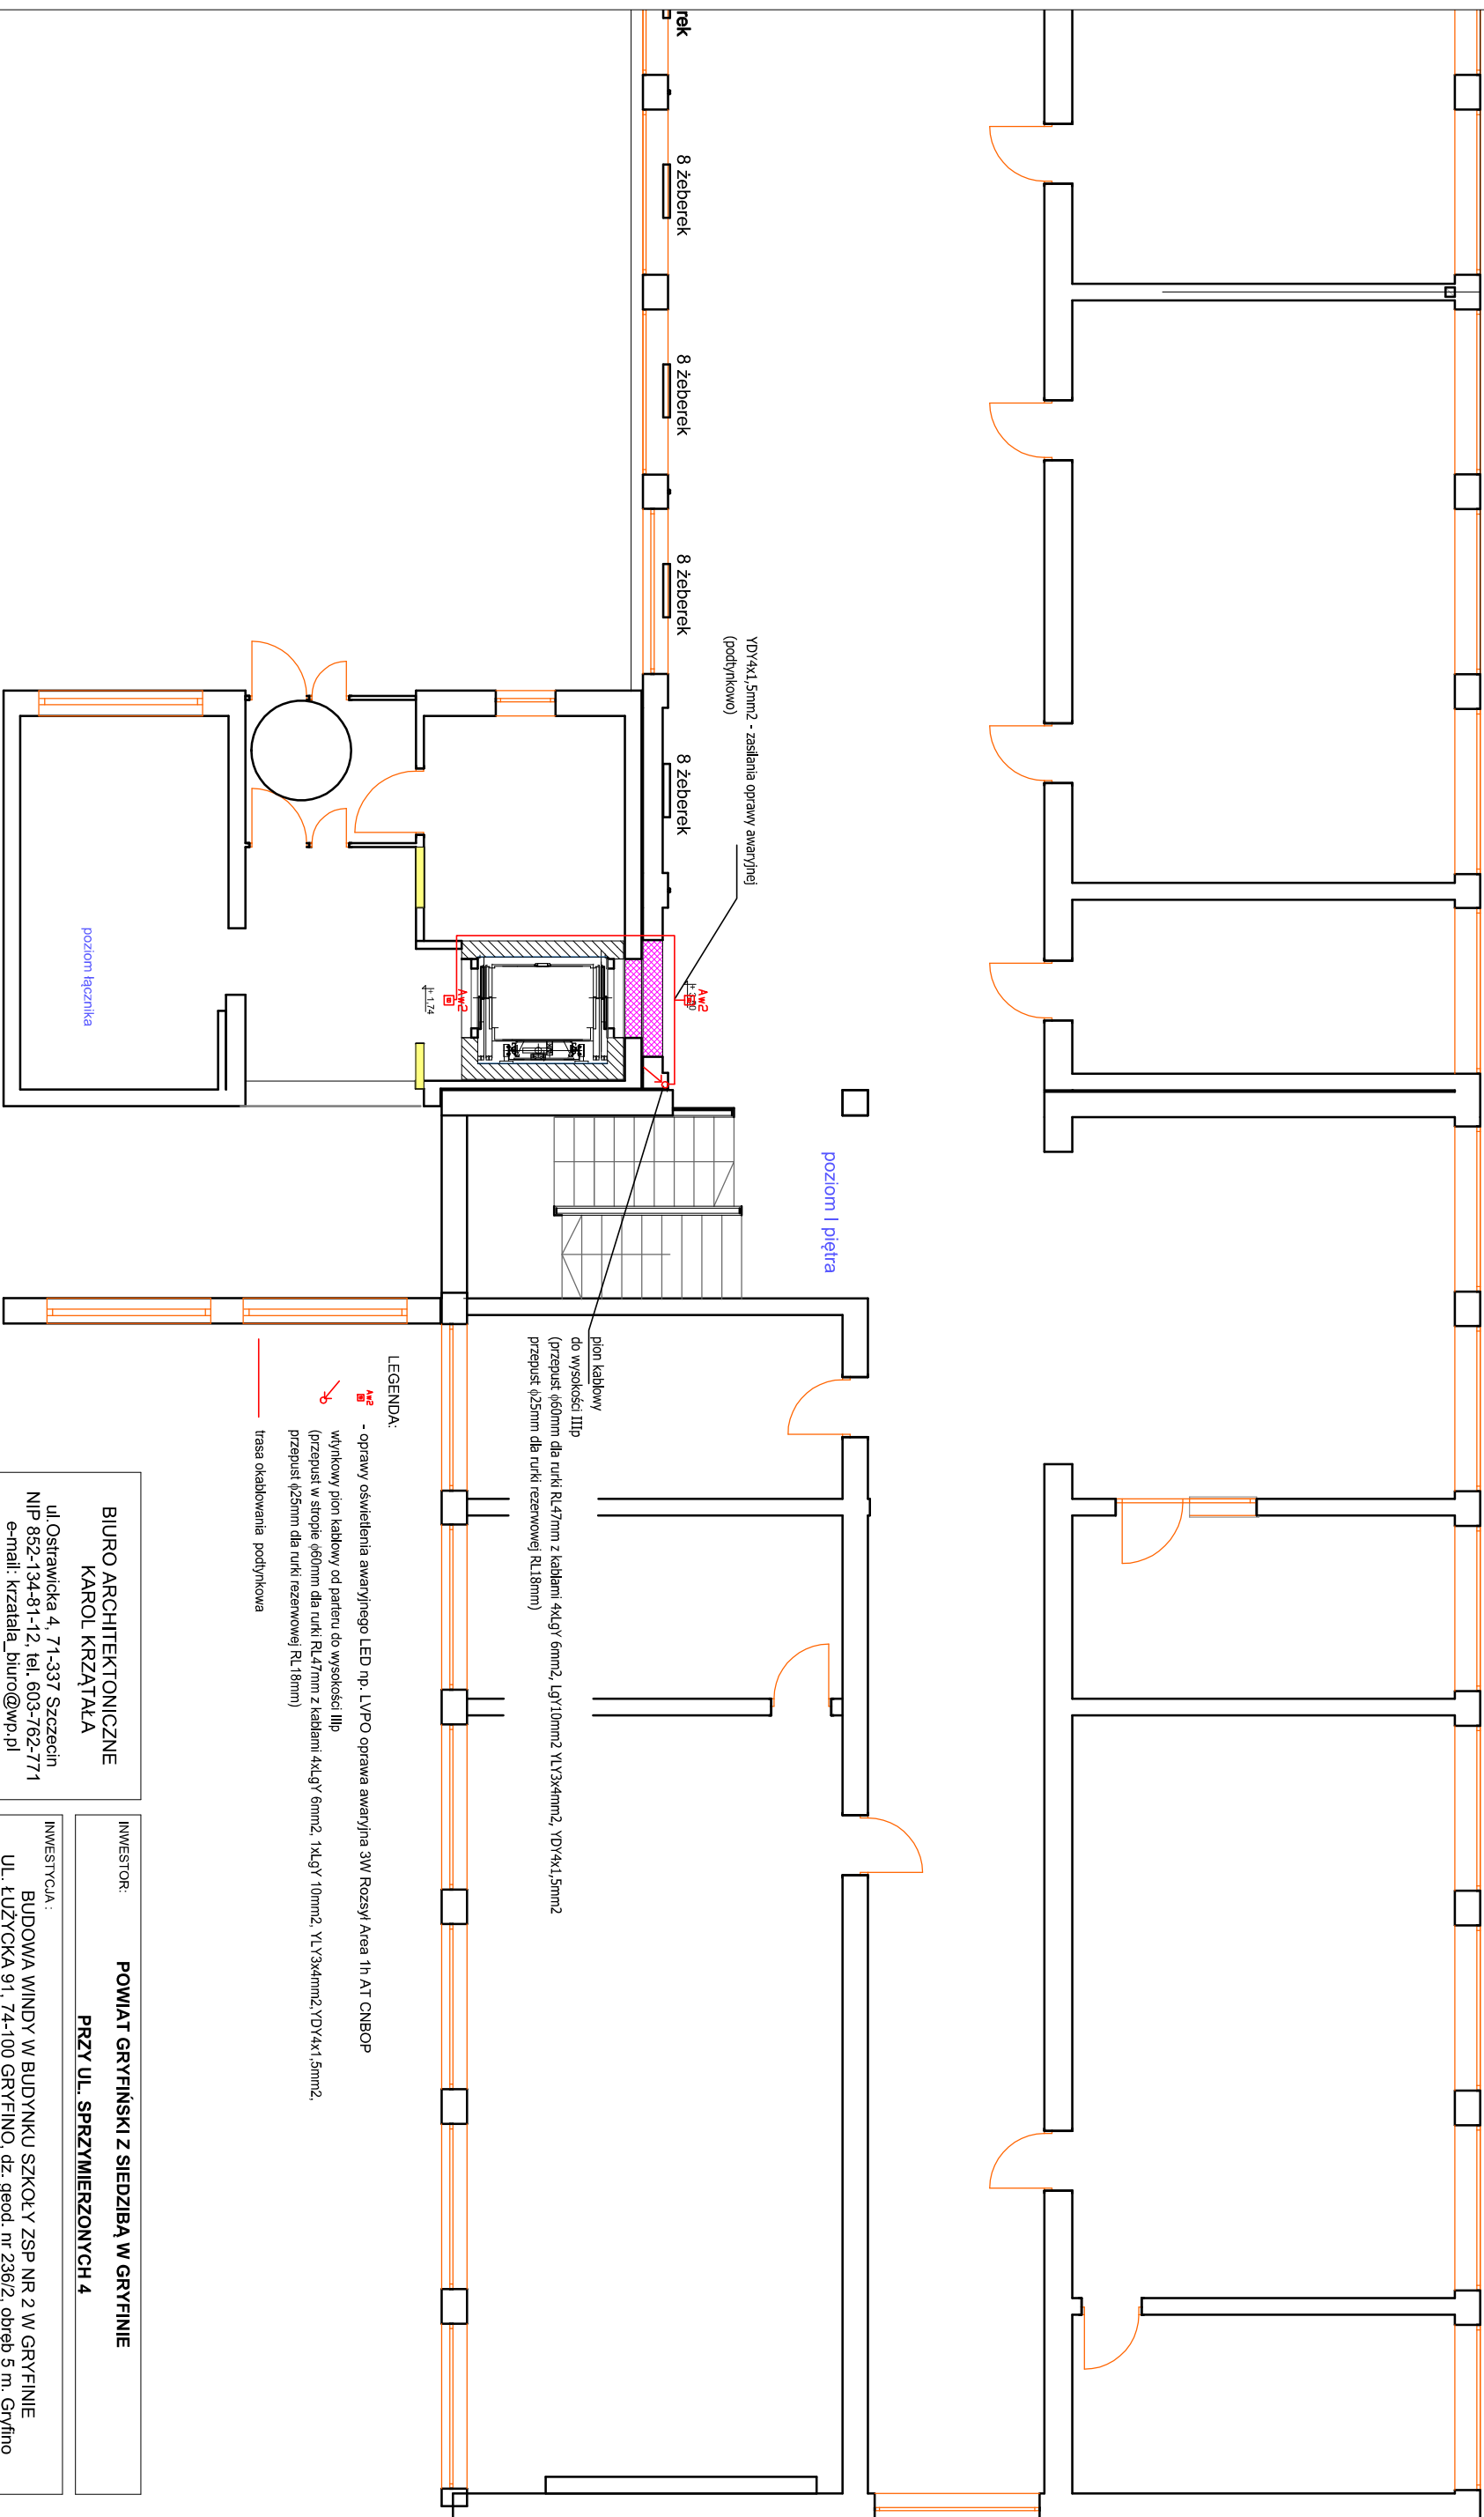 rek
8 żeberek
8 żeberek
8 żeberek
8 żeberek
YDY4x1,5mm2 - zasilania oprawy awaryjnej
(podtynkowo)
Aw2
Aw2
+ 1,74
poziom łącznika
poziom I piętra
pion kablowy
do wysokości IIIp
(przepust ϕ60mm dla rurki RL47mm z kablami 4xLgY 6mm2, LgY10mm2 YLY3x4mm2, YDY4x1,5mm2
przepust ϕ25mm dla rurki rezerwowej RL18mm)
LEGENDA:
Aw2 - oprawy oświetlenia awaryjnego LED np. LVPO oprawa awaryjna 3W Rozsył Area 1h AT CNBOP
wtynkowy pion kablowy od parteru do wysokości IIIp
(przepust w stropie ϕ60mm dla rurki RL47mm z kablami 4xLgY 6mm2, 1xLgY 10mm2, YLY3x4mm2,YDY4x1,5mm2,
przepust ϕ25mm dla rurki rezerwowej RL18mm)
trasa okablowania podtynkowa
BIURO ARCHITEKTONICZNE
KAROL KRZĄTAŁA
ul.Ostrawicka 4, 71-337 Szczecin
NIP 852-134-81-12, tel. 603-762-771
e-mail: krzatala_biuro@wp.pl
INWESTOR:
POWIAT GRYFIŃSKI Z SIEDZIBĄ W GRYFINIE
PRZY UL. SPRZYMIERZONYCH 4
INWESTYCJA :
BUDOWA WINDY W BUDYNKU SZKOŁY ZSP NR 2 W GRYFINIE
UL. ŁUŻYCKA 91, 74-100 GRYFINO, dz. geod. nr 236/2, obręb 5 m. Gryfino